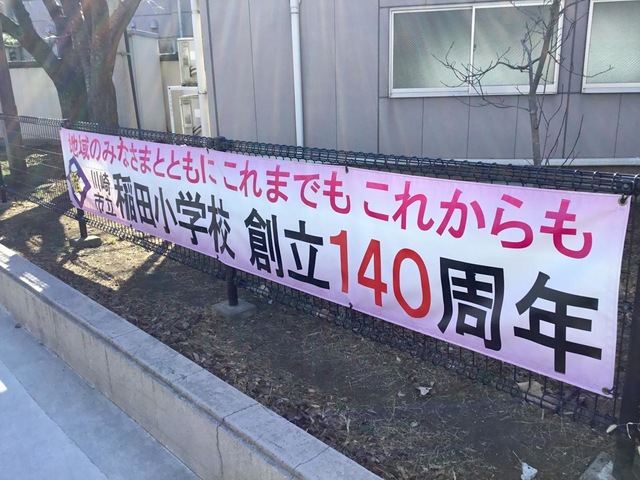 地域のみなさまとともに これまでも これからも
川崎市立 稲田小学校 創立140周年